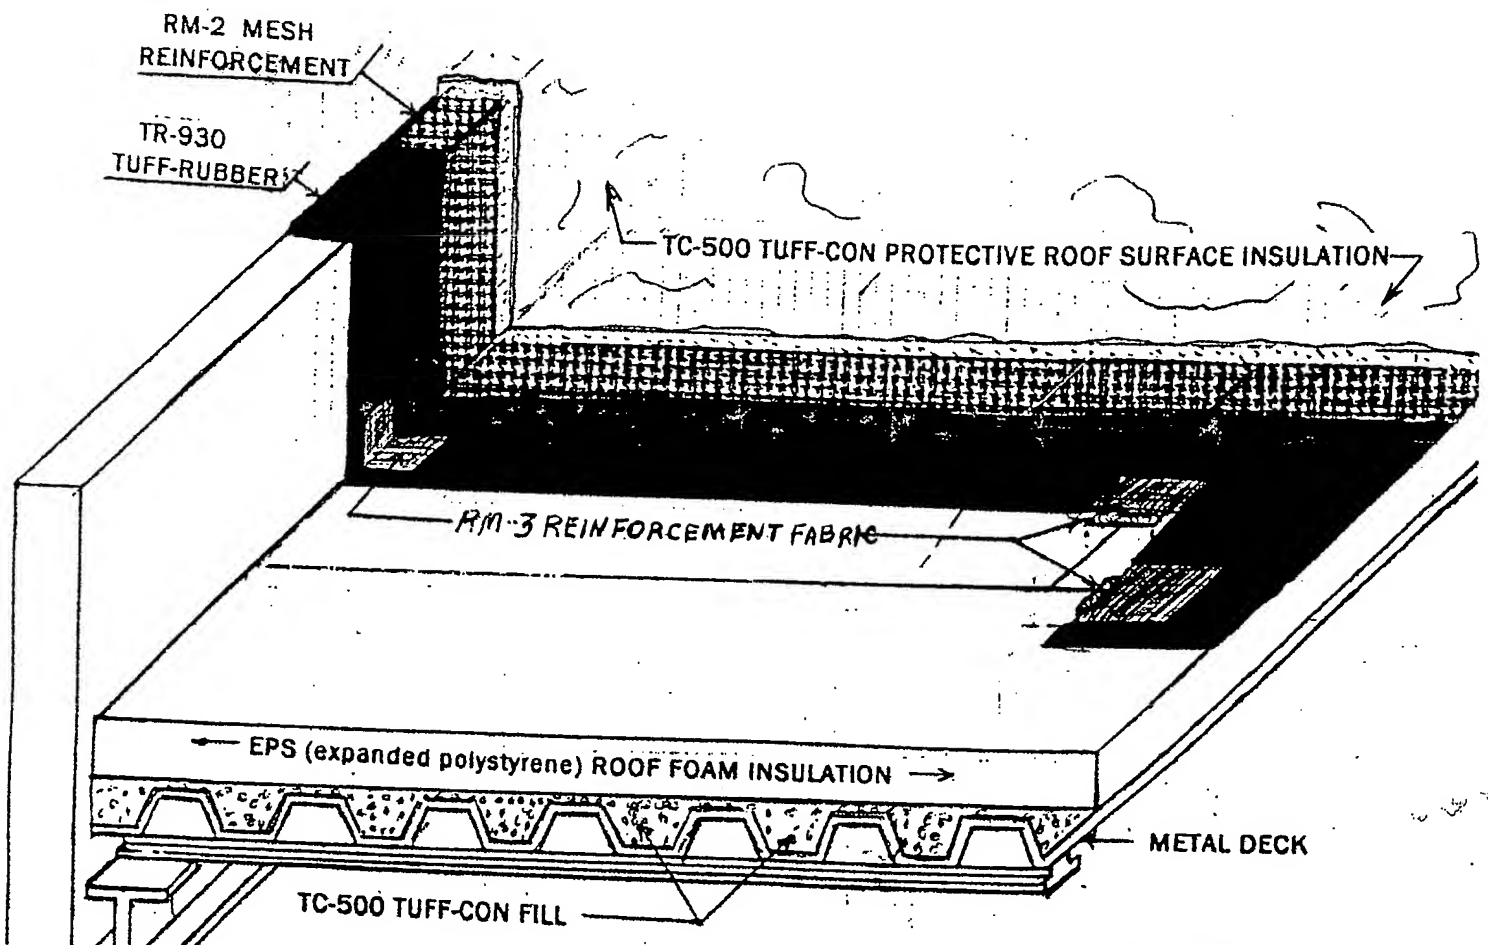 RM-2 MESH
REINFORCEMENT
TR-930
TUFF-RUBBER
TC-500 TUFF-CON PROTECTIVE ROOF SURFACE INSULATION
RM-3 REINFORCEMENT FABRIC
EPS (expanded polystyrene) ROOF FOAM INSULATION
METAL DECK
TC-500 TUFF-CON FILL